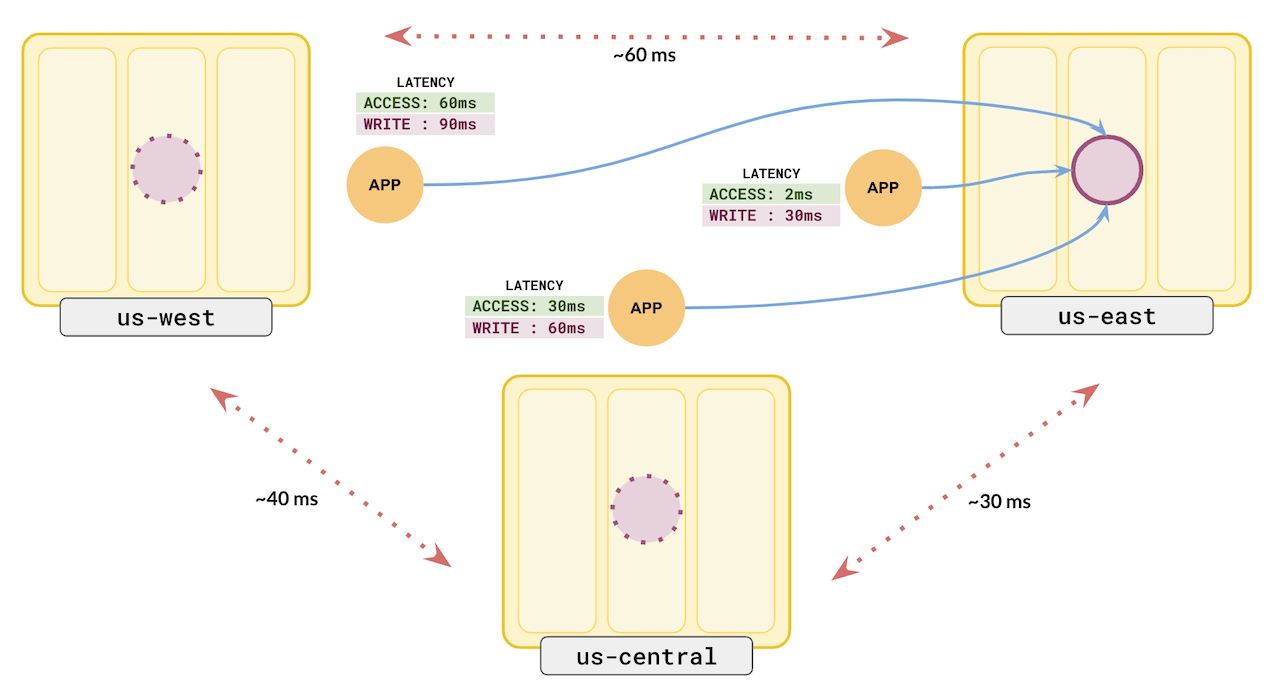 ~60 ms
LATENCY
ACCESS: 60ms
WRITE : 90ms
APP
LATENCY
ACCESS: 2ms
WRITE : 30ms
APP
LATENCY
ACCESS: 30ms
WRITE : 60ms
APP
us-west
us-east
~40 ms
~30 ms
us-central